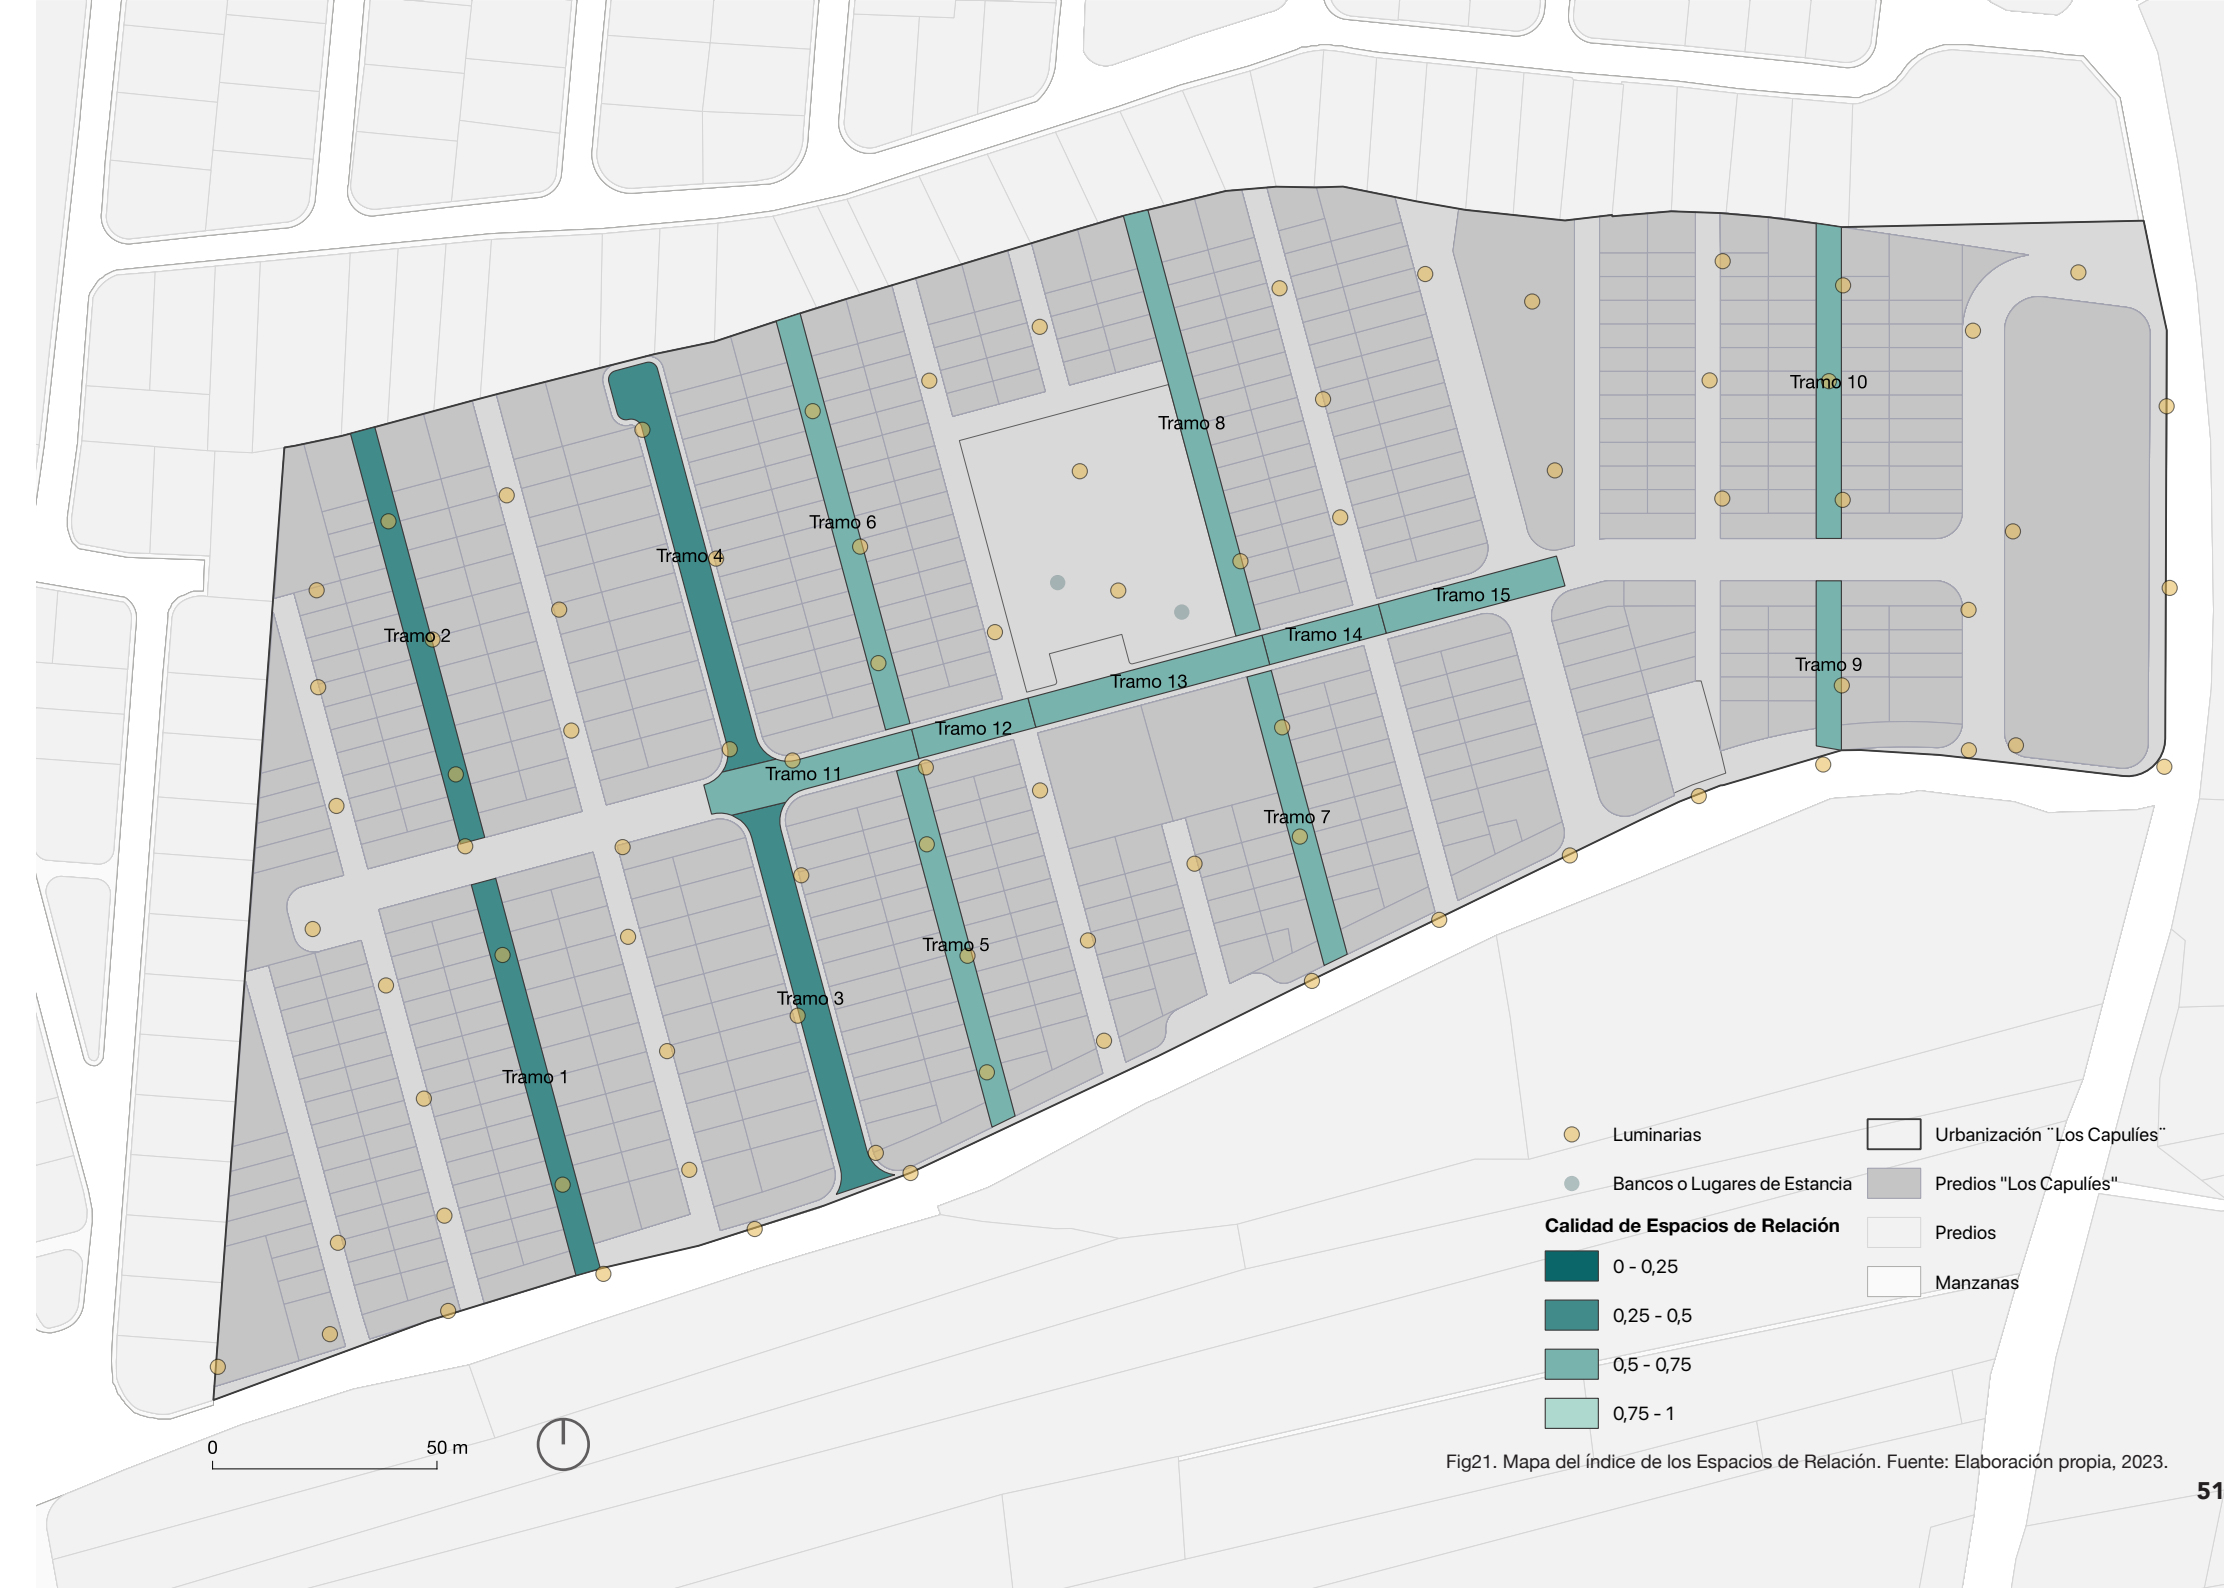 Tramo 10
Tramo 8
Tramo 6
Tramo 4
Tramo 15
Tramo 2
Tramo 14
Tramo 9
Tramo 13
Tramo 12
Tramo 11
Tramo 7
Tramo 5
Tramo 3
Tramo 1
Luminarias
Bancos o Lugares de Estancia
Calidad de Espacios de Relación
0 - 0,25
0,25 - 0,5
0,5 - 0,75
0,75 - 1
Urbanización ¨Los Capulíes¨
Predios "Los Capulíes"
Predios
Manzanas
0 50 m
Fig21. Mapa del índice de los Espacios de Relación. Fuente: Elaboración propia, 2023.
51